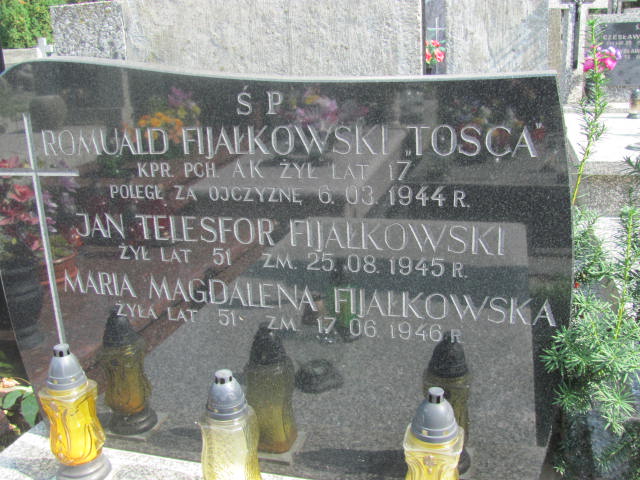 Ś P
ROMUALD FIJAŁKOWSKI „TOSCA"
KPR. PCH. AK ŻYŁ LAT 17
POLEGŁ ZA OJCZYZNĘ 6.03.1944 R.
JAN TELESFOR FIJAŁKOWSKI
ŻYŁ LAT 51 ZM. 25.08.1945 R.
MARIA MAGDALENA FIJAŁKOWSKA
ŻYŁA LAT 51 ZM. 17.06.1946 R.
CZESŁAW